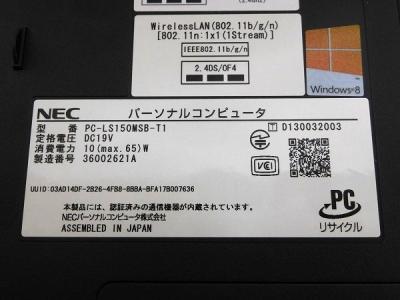 WirelessLAN(802.11b/g/n)
[802.11n:1x1(1Stream)]
IEEE802.11b/g/n
2.4DS/OF4
Windows 8
NEC パーソナルコンピュータ
型 番 PC-LS150MSB-T1
定格電圧 DC19V
消費電力 10(max.65)W
製造番号 36002621A
T D130032003
VCI
UUID:03AD14DF-2B26-4FB8-8BBA-BFA17B007636
本製品には、認証済みの通信機器が内蔵されております。
NECパーソナルコンピュータ株式会社
ASSEMBLED IN JAPAN
PC
リサイクル